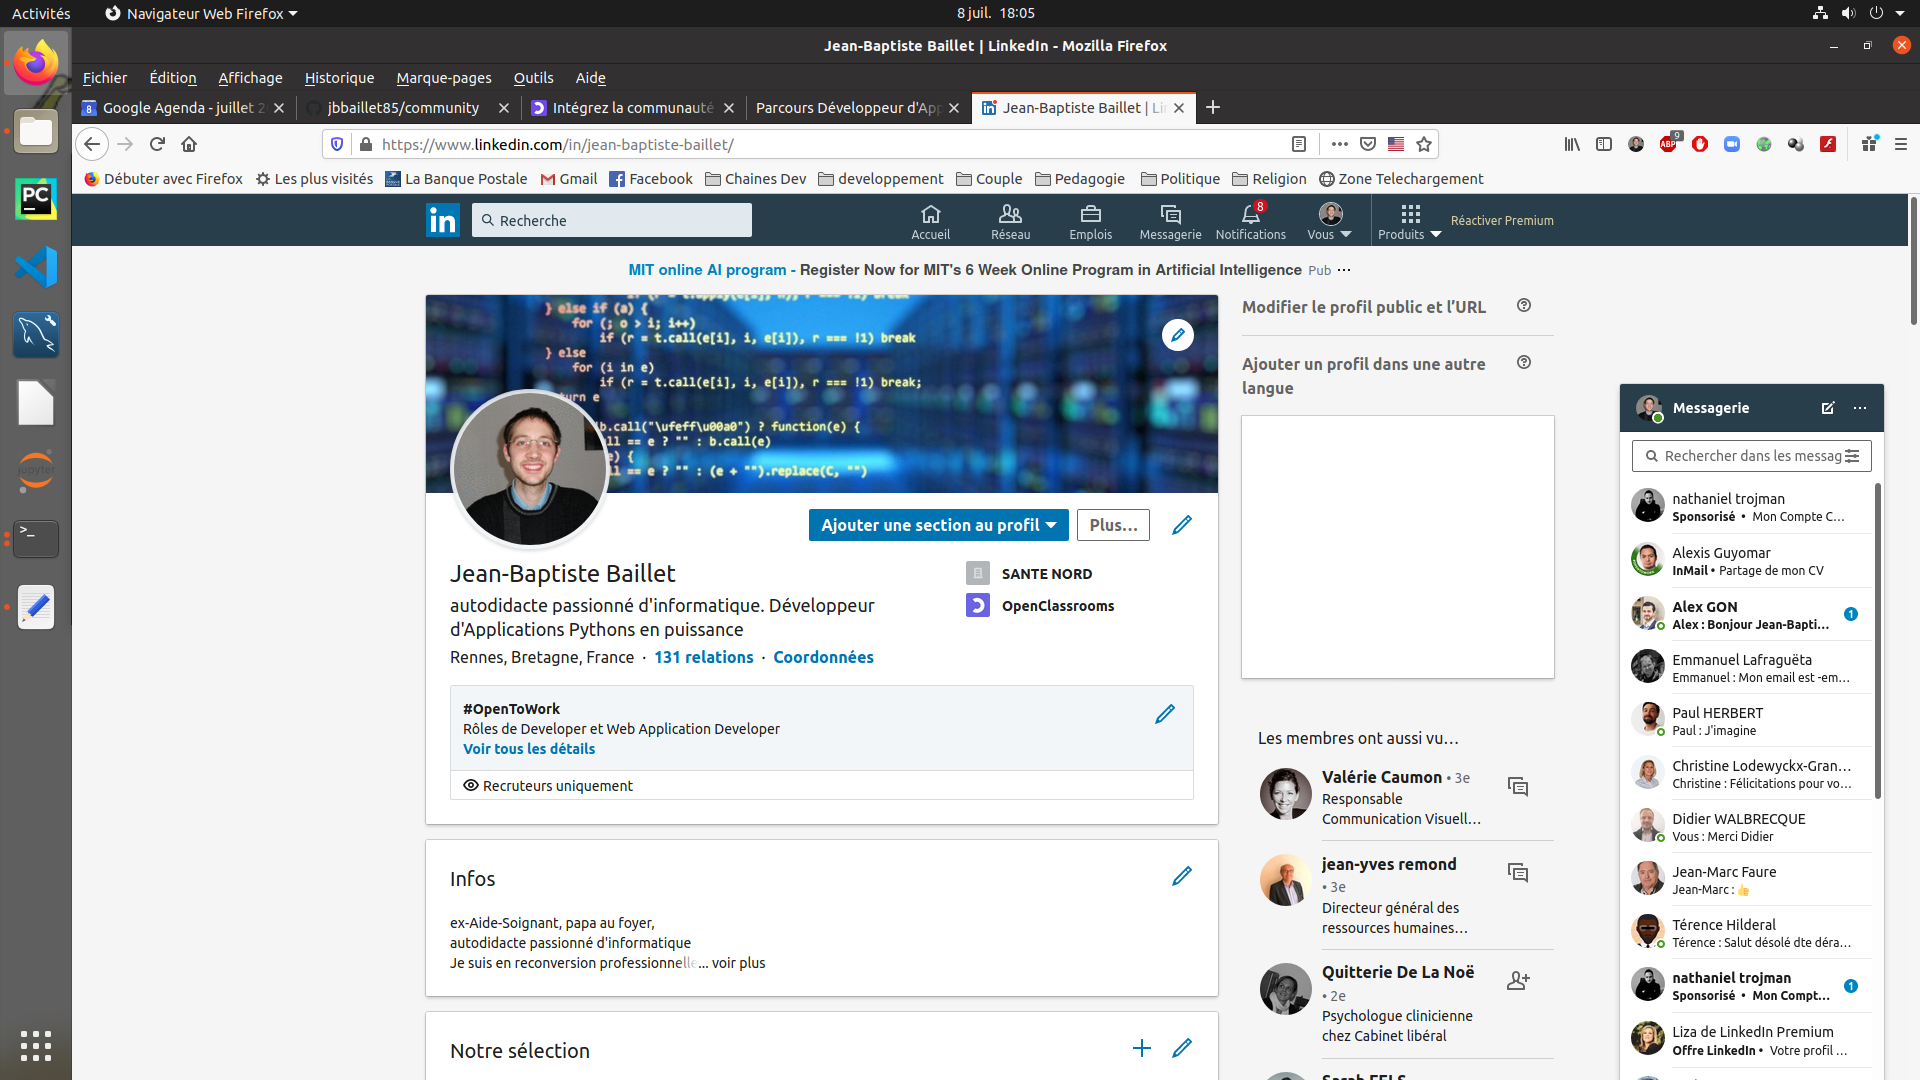 Activités
Navigateur Web Firefox
8 juil. 18:05
Jean-Baptiste Baillet | LinkedIn - Mozilla Firefox
Fichier Édition Affichage Historique Marque-pages Outils Aide
Google Agenda - juillet 2
jbbaillet85/community
Intégrez la communauté
Parcours Développeur d'App
Jean-Baptiste Baillet | Li
https://www.linkedin.com/in/jean-baptiste-baillet/
ABP
9
Débuter avec Firefox Les plus visités La Banque Postale Gmail Facebook Chaines Dev developpement Couple Pedagogie Politique Religion Zone Telechargement
in
Recherche
Accueil
Réseau
Emplois
Messagerie
8
Notifications
Vous
Produits
Réactiver Premium
MIT online AI program - Register Now for MIT's 6 Week Online Program in Artificial Intelligence Pub ...
} else if (a) {
for (; o > i; i++)
if (r = t.call(e[i], i, e[i]), r === !1) break
} else
for (i in e)
if (r = t.call(e[i], i, e[i]), r === !1) break;
turn e
b.call("\ufeff\u00a0") ? function(e) {
ll == e ? "" : b.call(e)
e) {
ll == e ? "" : (e + "").replace(C, "")
Ajouter une section au profil
Plus...
Jean-Baptiste Baillet
autodidacte passionné d'informatique. Développeur
d'Applications Pythons en puissance
Rennes, Bretagne, France · 131 relations · Coordonnées
SANTE NORD
OpenClassrooms
#OpenToWork
Rôles de Developer et Web Application Developer
Voir tous les détails
Recruteurs uniquement
Infos
ex-Aide-Soignant, papa au foyer,
autodidacte passionné d'informatique
Je suis en reconversion professionnelle... voir plus
Notre sélection
Modifier le profil public et l’URL
Ajouter un profil dans une autre
langue
Les membres ont aussi vu…
Valérie Caumon • 3e
Responsable
Communication Visuell…
jean-yves remond
• 3e
Directeur général des
ressources humaines…
Quitterie De La Noë
• 2e
Psychologue clinicienne
chez Cabinet libéral
Messagerie
Rechercher dans les messag
nathaniel trojman
Sponsorisé • Mon Compte C…
Alexis Guyomar
InMail • Partage de mon CV
Alex GON
Alex : Bonjour Jean-Bapti…
1
Emmanuel Lafraguëta
Emmanuel : Mon email est -em…
Paul HERBERT
Paul : J'imagine
Christine Lodewyckx-Gran…
Christine : Félicitations pour vo…
Didier WALBRECQUE
Vous : Merci Didier
Jean-Marc Faure
Jean-Marc : 👍
Térence Hilderal
Térence : Salut désolé dte déra…
nathaniel trojman
Sponsorisé • Mon Compt…
1
Liza de LinkedIn Premium
Offre LinkedIn • Votre profil …
PC
jupyter
>_